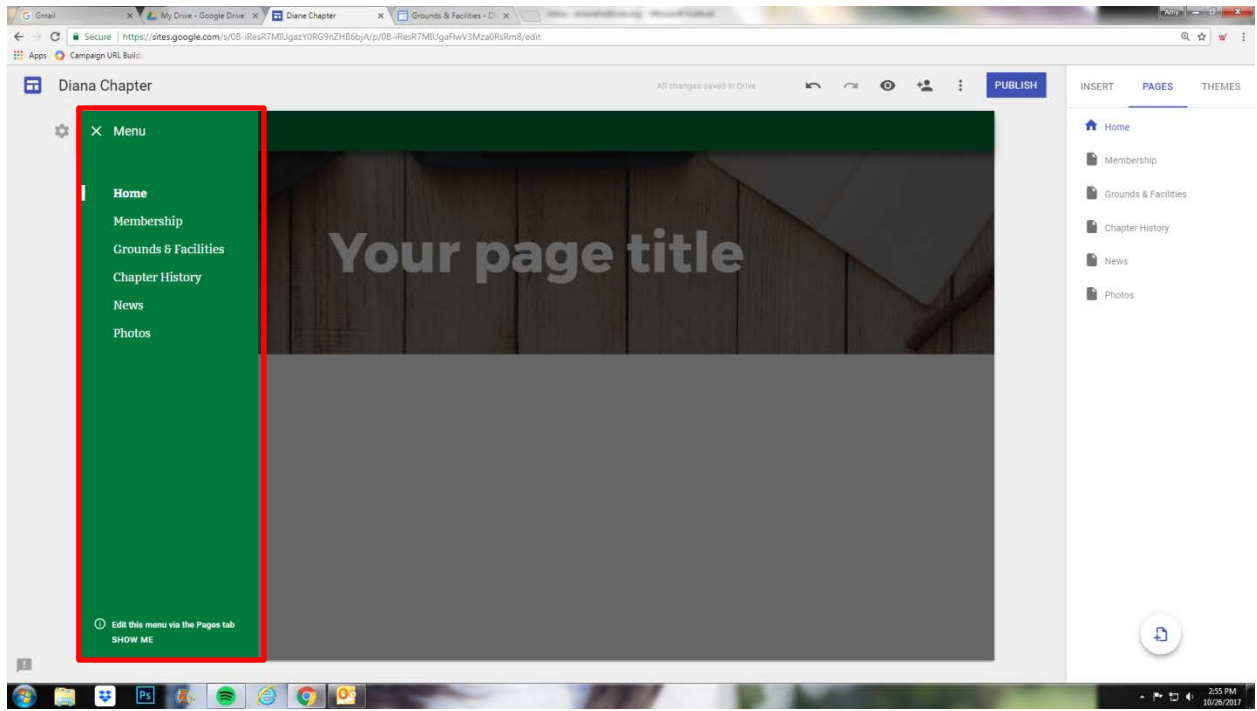 Gmail
My Drive - Google Drive
Diane Chapter
Grounds & Facilities - Di
Amy
Secure https://sites.google.com/s/0B-iResR7MIUgazY0RG9nZHB6bjA/p/0B-iResR7MIUgaFlwV3Mza0RsRm8/edit
Apps Campaign URL Build
Diana Chapter
All changes saved in Drive
PUBLISH
INSERT PAGES THEMES
Menu
Home
Membership
Grounds & Facilities
Chapter History
News
Photos
Edit this menu via the Pages tab
SHOW ME
Your page title
Home
Membership
Grounds & Facilities
Chapter History
News
Photos
Ps
2:55 PM
10/26/2017